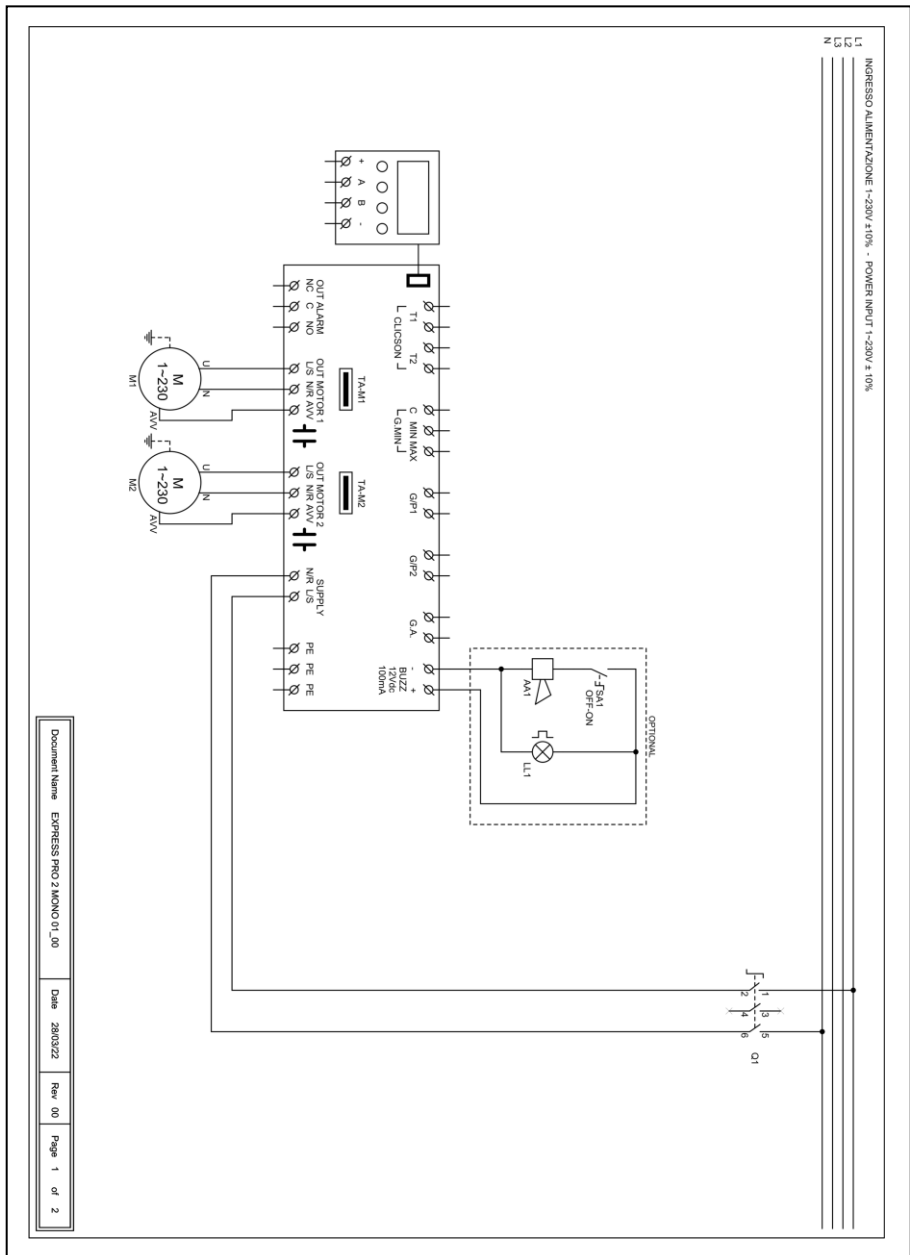 INGRESSO ALIMENTAZIONE 1~230V ±10% - POWER INPUT 1~230V ± 10%
L1
L2
L3
N
+ A B -
T1 T2
CLICSON
C MIN MAX
G.MIN
G/P1
G/P2
G.A.
- +
BUZZ
12Vdc
100mA
OPTIONAL
SA1
OFF-ON
AA1
LL1
TA-M1
TA-M2
OUT ALARM
NC C NO
OUT MOTOR 1
L/S N/R AVV
OUT MOTOR 2
L/S N/R AVV
SUPPLY
N/R L/S
PE PE PE
U N AVV
M
1~230
M1
U N AVV
M
1~230
M2
1 3 5
2 4 6
Q1
Document Name EXPRESS PRO 2 MONO 01_00 Date 28/03/22 Rev 00 Page 1 of 2